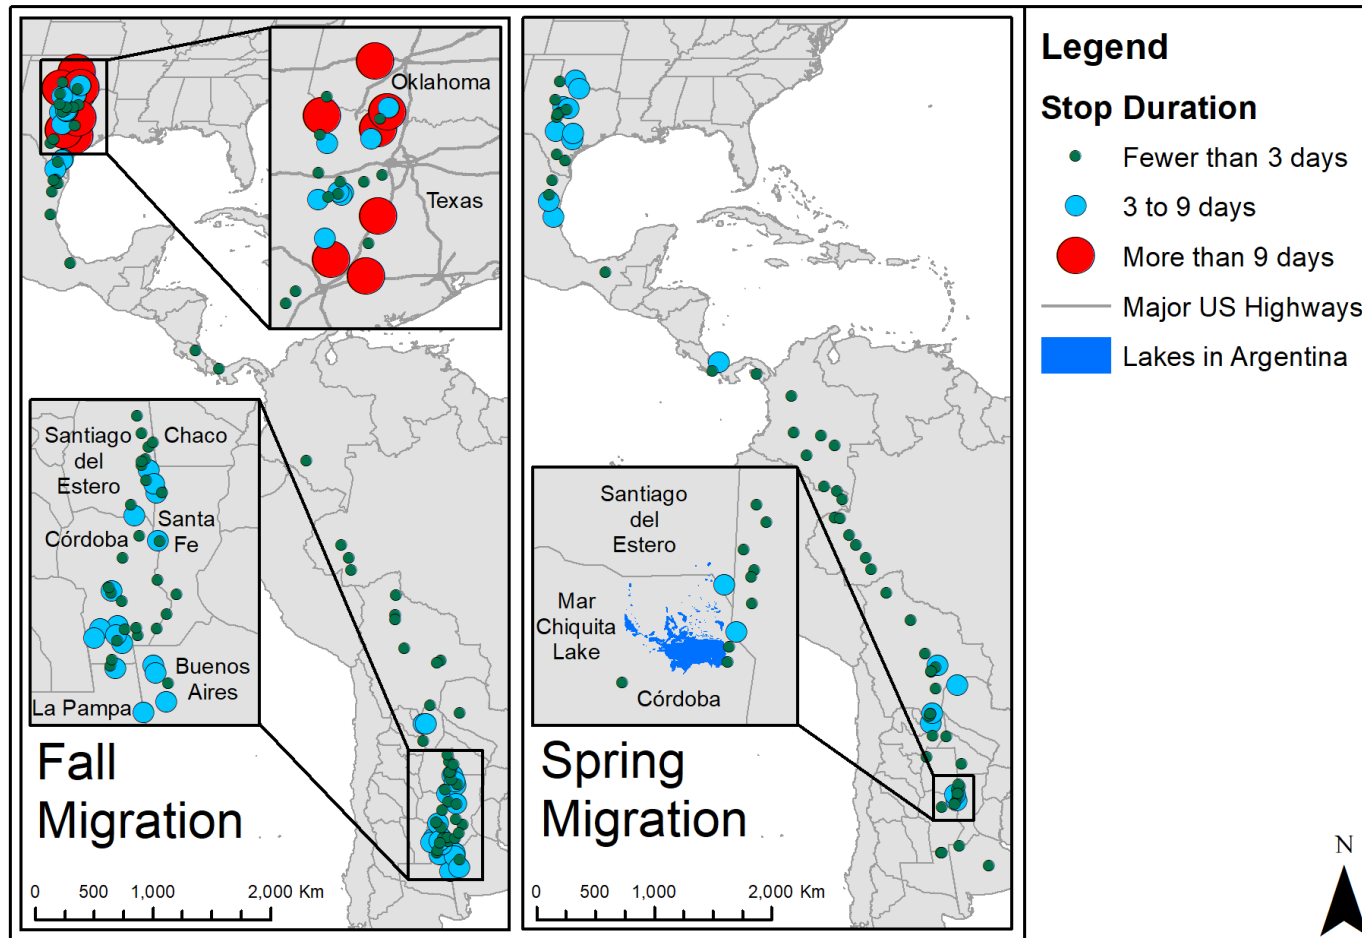 Oklahoma
Texas
Santiago
del
Estero
Chaco
Santa
Fe
Córdoba
Buenos
Aires
La Pampa
Fall
Migration
0 500 1,000 2,000 Km
Santiago
del
Estero
Mar
Chiquita
Lake
Córdoba
Spring
Migration
0 500 1,000 2,000 Km
Legend
Stop Duration
Fewer than 3 days
3 to 9 days
More than 9 days
Major US Highways
Lakes in Argentina
N